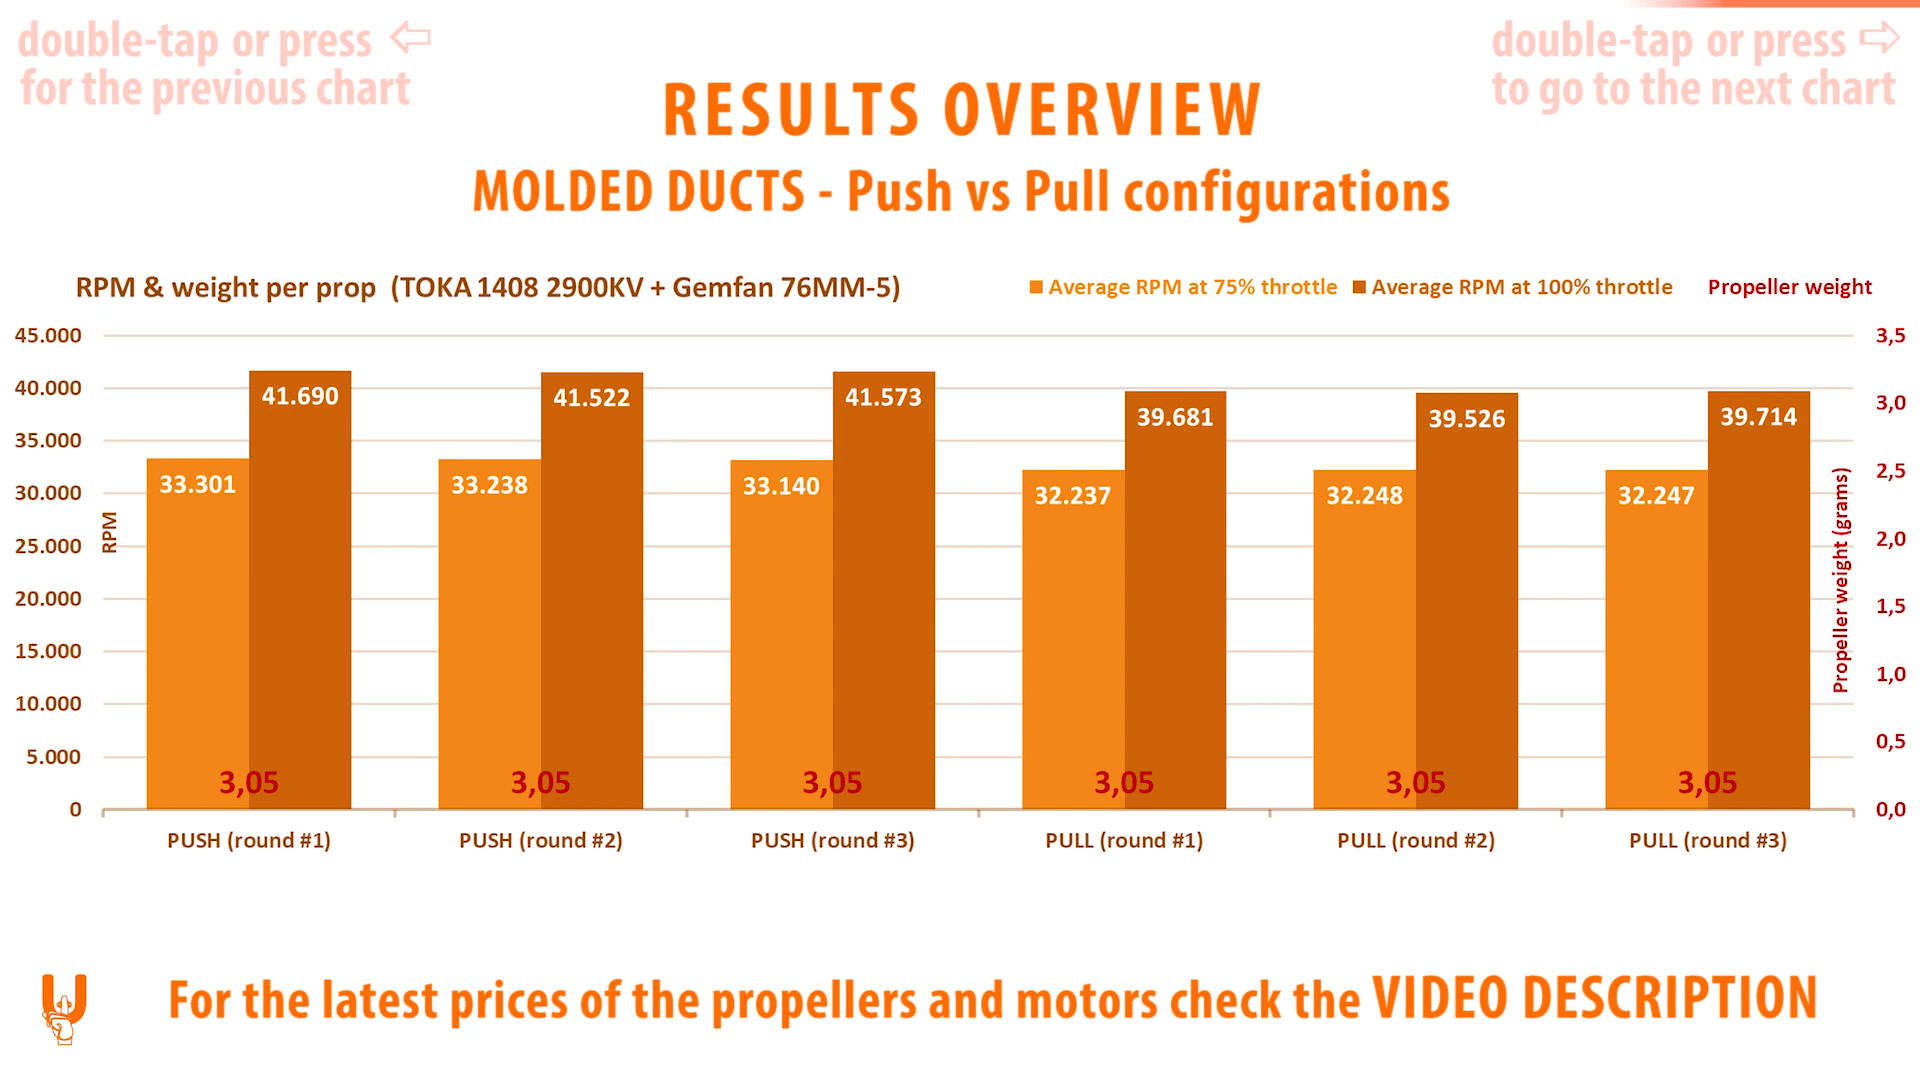 double-tap or press ⇦
for the previous chart
double-tap or press ⇨
to go to the next chart
RESULTS OVERVIEW
MOLDED DUCTS - Push vs Pull configurations
RPM & weight per prop (TOKA 1408 2900KV + Gemfan 76MM-5)
Average RPM at 75% throttle
Average RPM at 100% throttle
Propeller weight
45.000
40.000
35.000
30.000
25.000
20.000
15.000
10.000
5.000
0
RPM
33.301
41.690
3,05
33.238
41.522
3,05
33.140
41.573
3,05
32.237
39.681
3,05
32.248
39.526
3,05
32.247
39.714
3,05
Propeller weight (grams)
3,5
3,0
2,5
2,0
1,5
1,0
0,5
0,0
PUSH (round #1)
PUSH (round #2)
PUSH (round #3)
PULL (round #1)
PULL (round #2)
PULL (round #3)
For the latest prices of the propellers and motors check the VIDEO DESCRIPTION